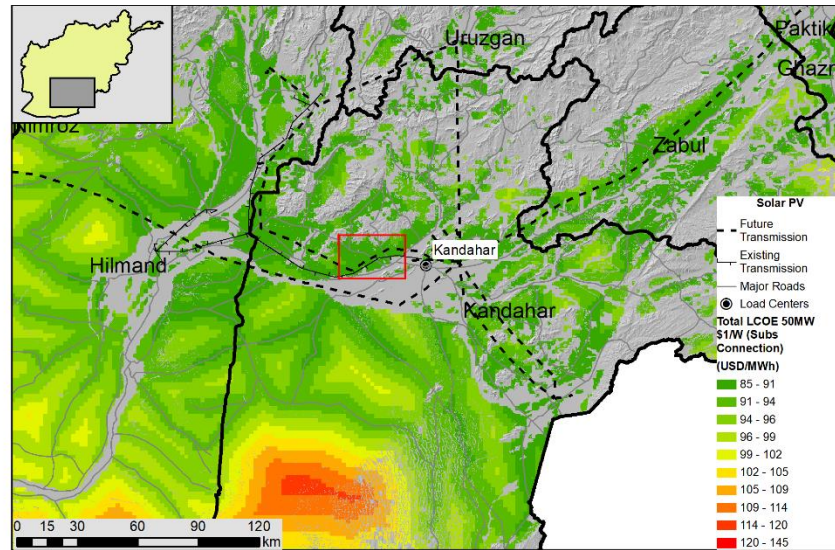 Uruzgan
Paktik
Ghazr
Nimroz
Zabul
Kandahar
Hilmand
Kandahar
Solar PV
Future
Transmission
Existing
Transmission
Major Roads
Load Centers
Total LCOE 50MW
$1/W (Subs
Connection)
(USD/MWh)
85 - 91
91 - 94
94 - 96
96 - 99
99 - 102
102 - 105
105 - 109
109 - 114
114 - 120
120 - 145
0 15 30 60 90 120
km